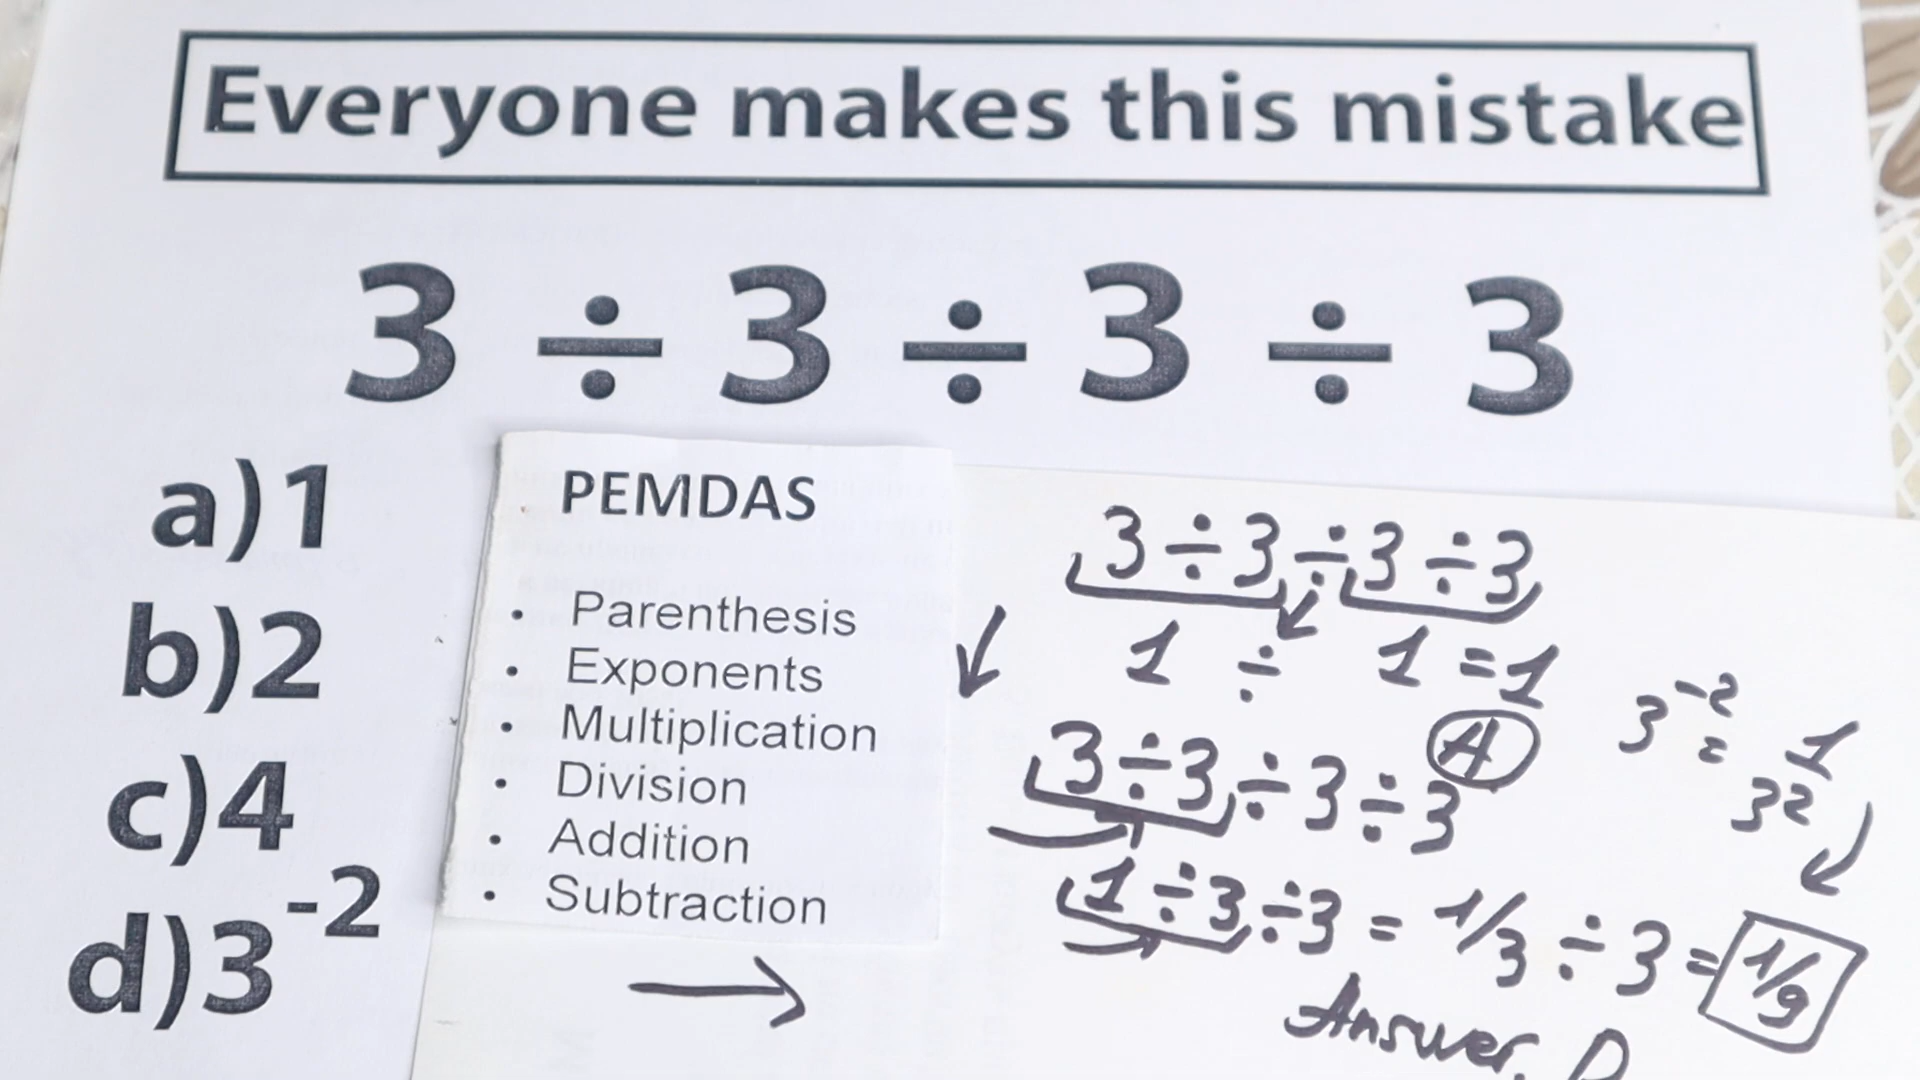 Everyone makes this mistake
3 ÷ 3 ÷ 3 ÷ 3
a)1
b)2
c)4
d)3⁻²
PEMDAS
• Parenthesis
• Exponents
• Multiplication
• Division
• Addition
• Subtraction
3÷3÷3÷3
1 ÷ 1 = 1
A
3÷3÷3÷3
1÷3÷3 = 1/3 ÷ 3 = 1/9
3⁻² = 1/3²
Answer. D